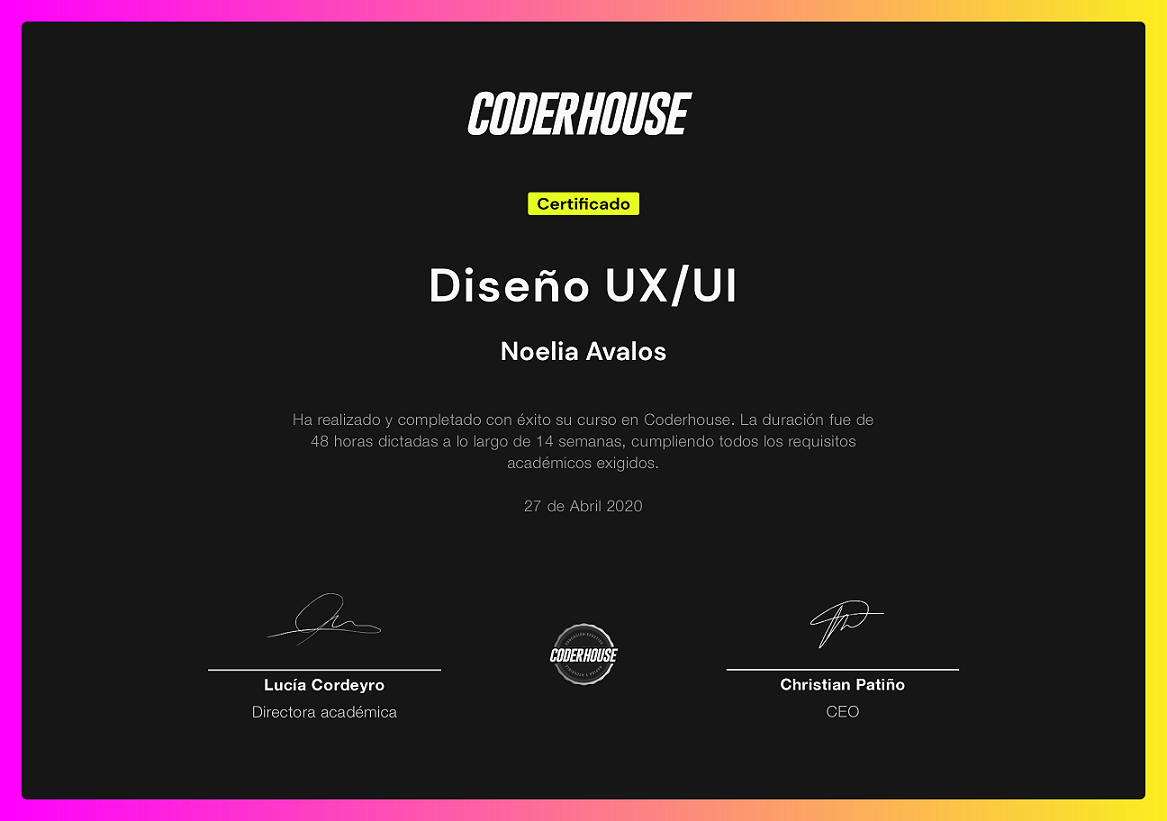 CODERHOUSE
Certificado
Diseño UX/UI
Noelia Avalos
Ha realizado y completado con éxito su curso en Coderhouse. La duración fue de
48 horas dictadas a lo largo de 14 semanas, cumpliendo todos los requisitos
académicos exigidos.
27 de Abril 2020
CODERHOUSE
Lucía Cordeyro
Christian Patiño
Directora académica
CEO